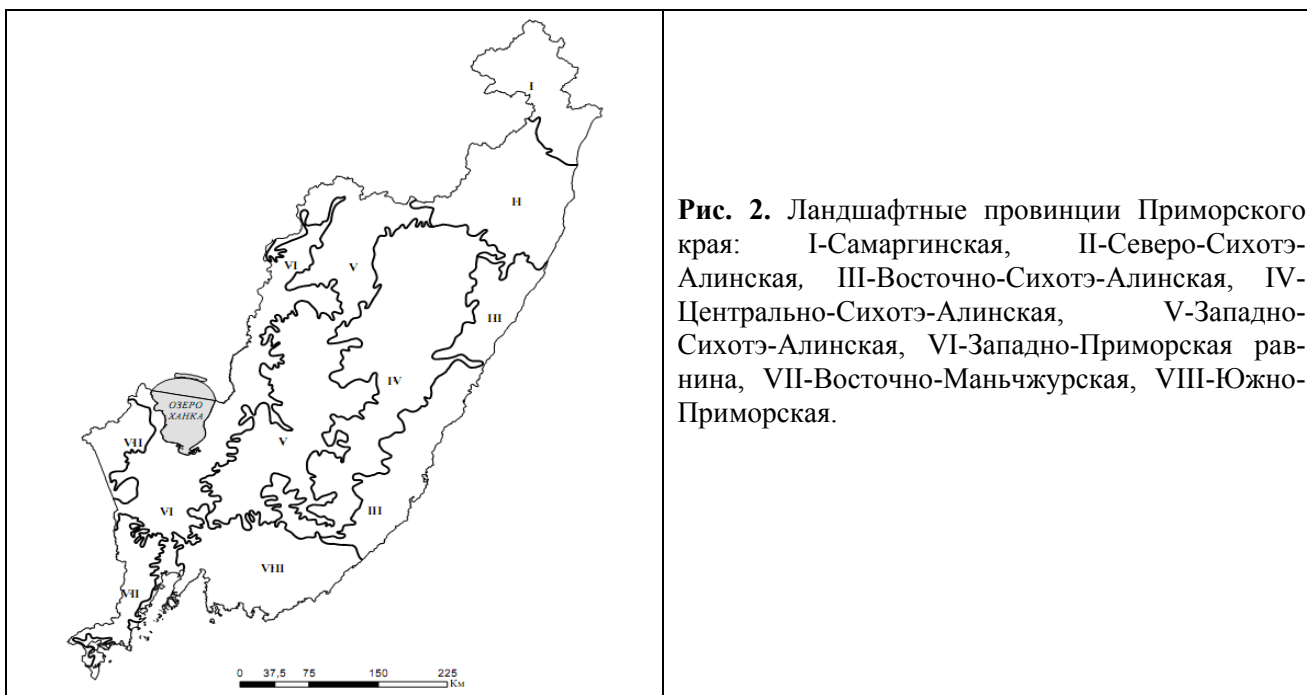 I
II
VI
V
III
IV
ОЗЕРО
ХАНКА
VII
V
VI
III
VIII
VII
0 37,5 75 150 225
Км
Рис. 2. Ландшафтные провинции Приморского
края: I-Самаргинская, II-Северо-Сихотэ-
Алинская, III-Восточно-Сихотэ-Алинская, IV-
Центрально-Сихотэ-Алинская, V-Западно-
Сихотэ-Алинская, VI-Западно-Приморская рав-
нина, VII-Восточно-Маньчжурская, VIII-Южно-
Приморская.